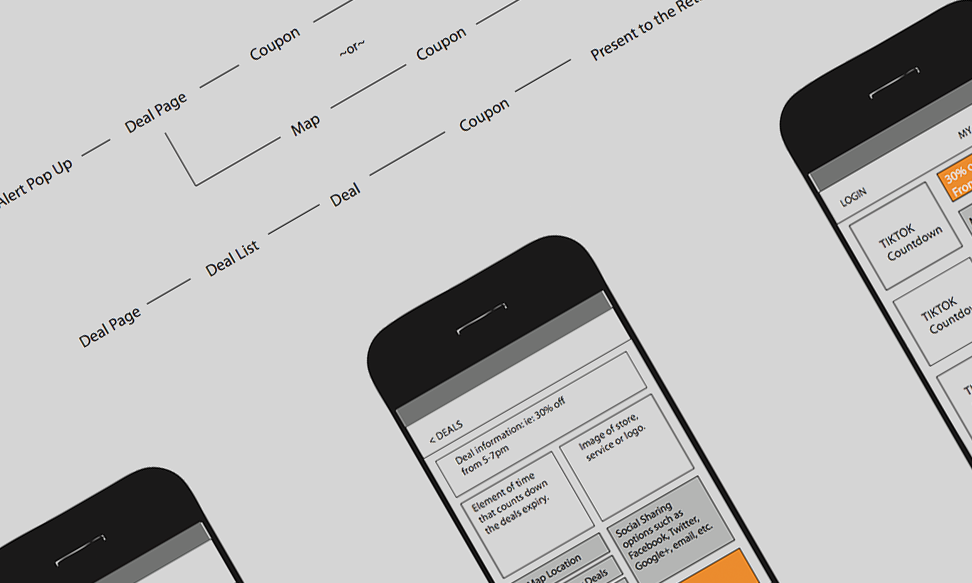 Alert Pop Up
Deal Page
Coupon
~or~
Map
Coupon
Deal Page
Deal List
Deal
Coupon
Present to the
< DEALS
Deal information: ie: 30% off
from 5-7pm
Element of time
that counts down
the deals expiry.
Image of store,
service or logo.
Map Location
Deals
Social Sharing
options such as
Facebook, Twitter,
Google+, email, etc.
LOGIN
MY
30%
TIKTOK
Countdown
TIKTOK